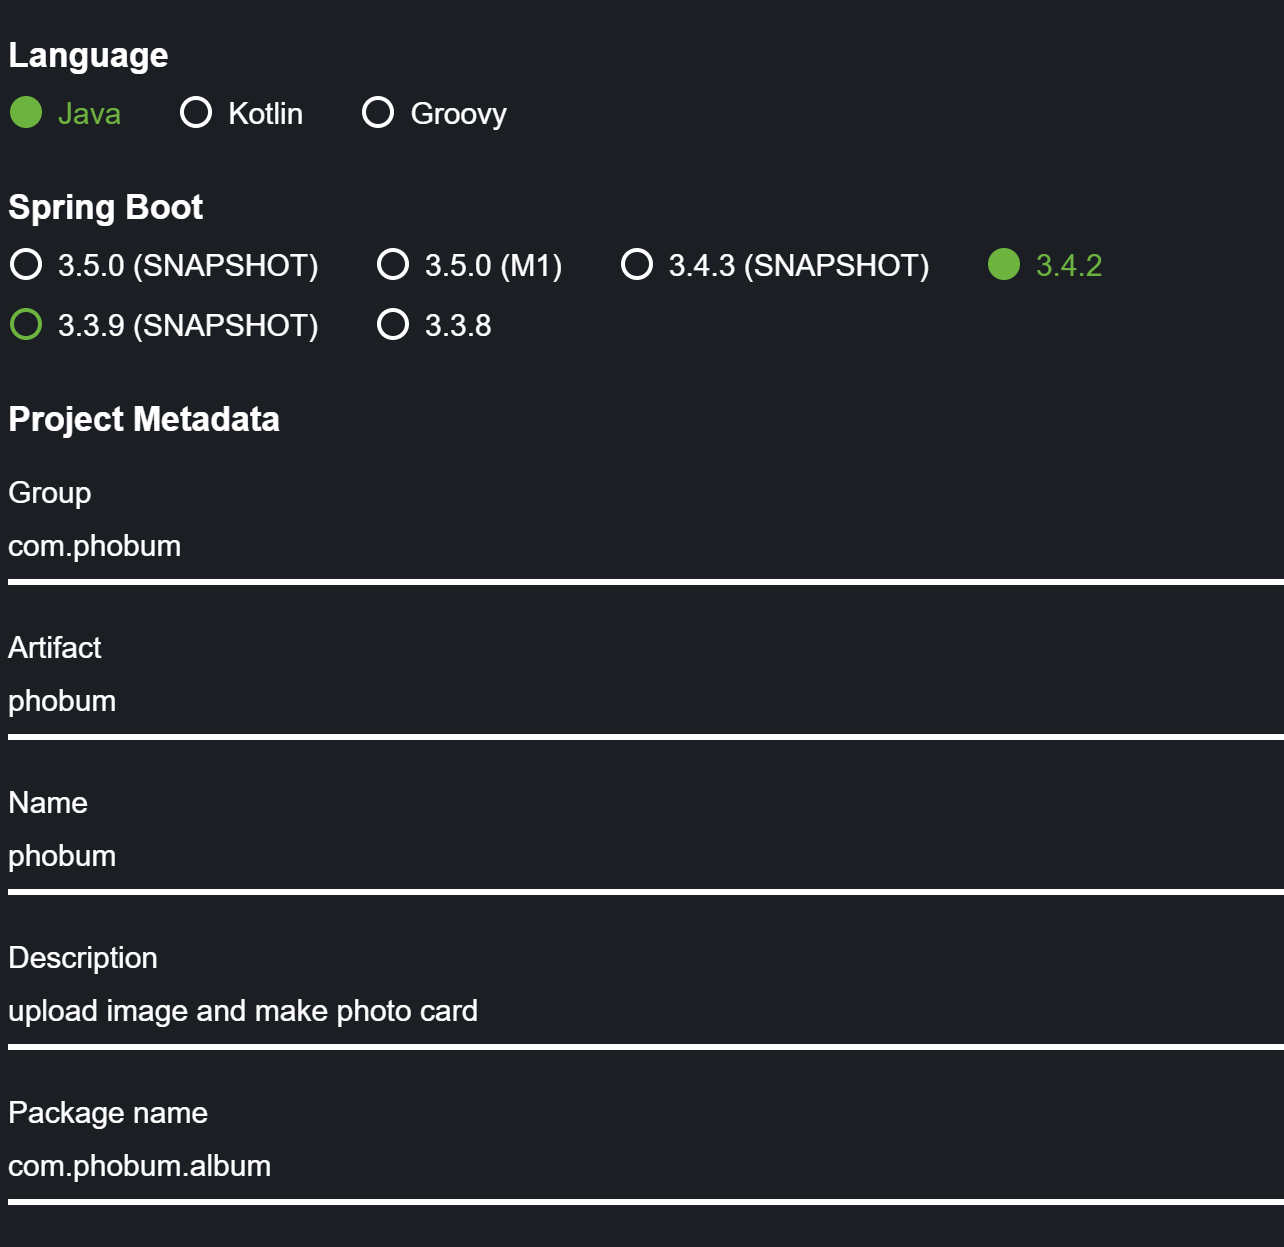 Language
Java Kotlin Groovy
Spring Boot
3.5.0 (SNAPSHOT) 3.5.0 (M1) 3.4.3 (SNAPSHOT) 3.4.2
3.3.9 (SNAPSHOT) 3.3.8
Project Metadata
Group
com.phobum
Artifact
phobum
Name
phobum
Description
upload image and make photo card
Package name
com.phobum.album